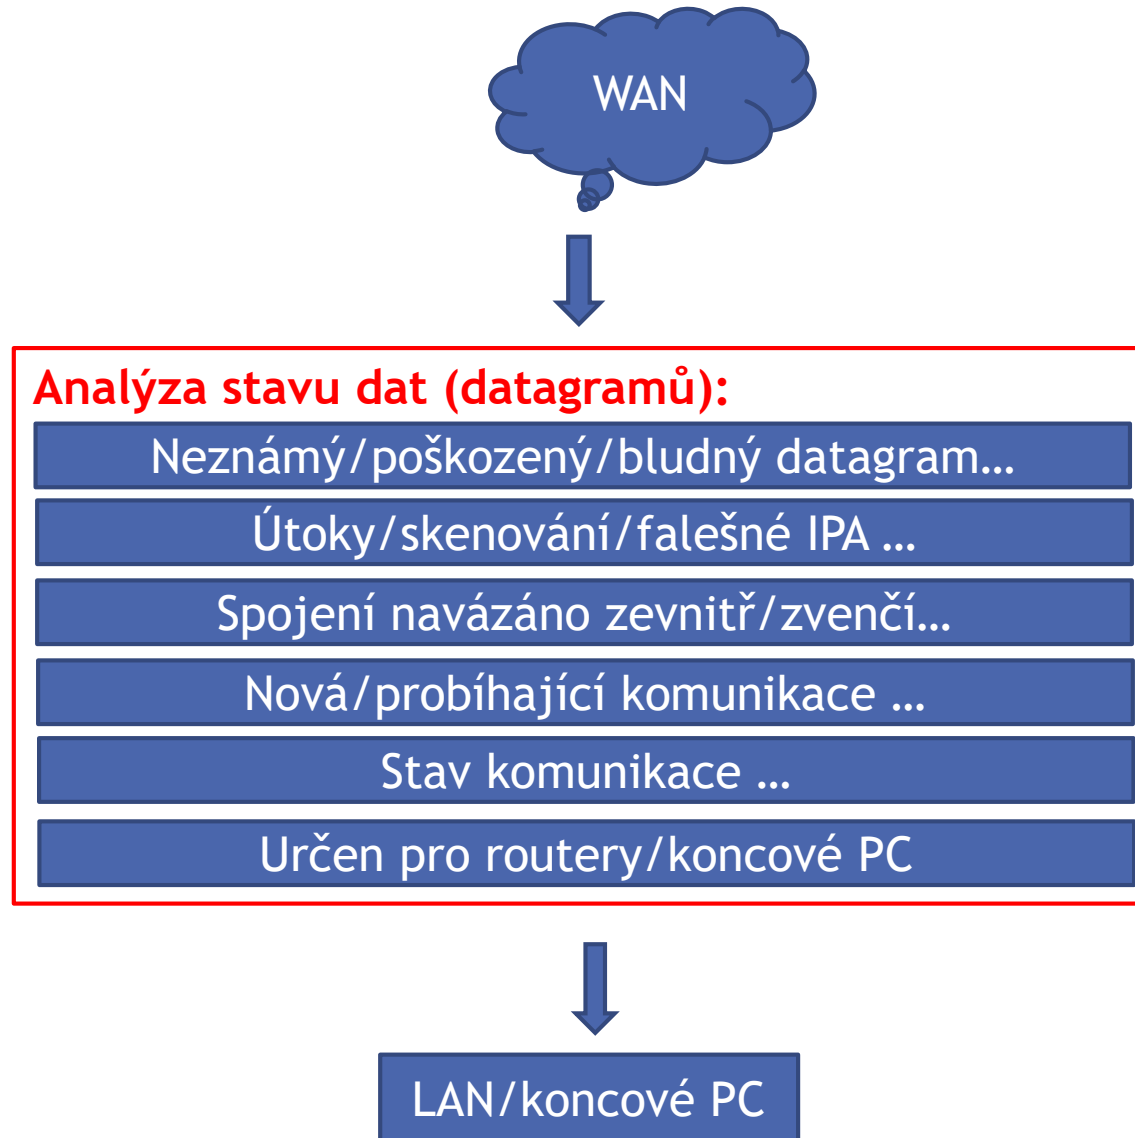 WAN
Analýza stavu dat (datagramů):
Neznámý/poškozený/bludný datagram…
Útoky/skenování/falešné IPA …
Spojení navázáno zevnitř/zvenčí…
Nová/probíhající komunikace …
Stav komunikace …
Určen pro routery/koncové PC
LAN/koncové PC